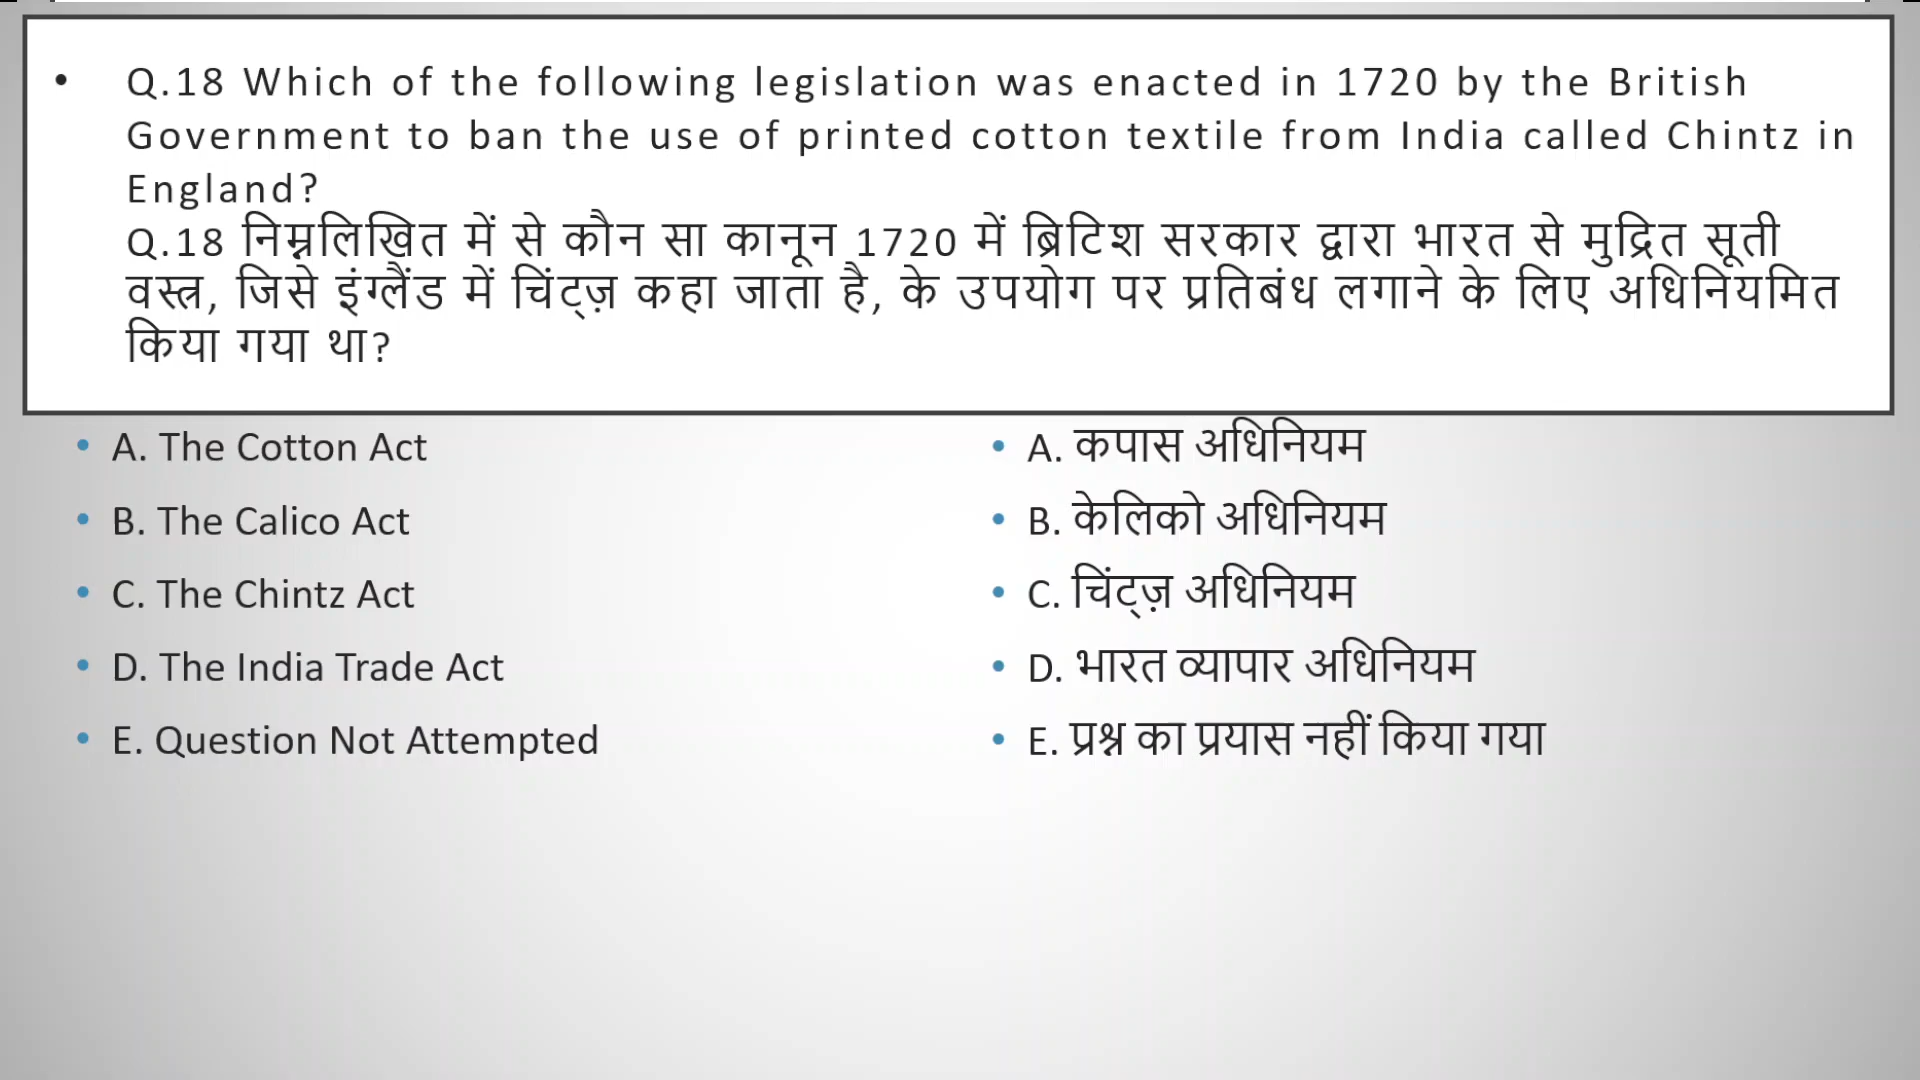 • Q.18 Which of the following legislation was enacted in 1720 by the British
Government to ban the use of printed cotton textile from India called Chintz in
England?
Q.18 निम्नलिखित में से कौन सा कानून 1720 में ब्रिटिश सरकार द्वारा भारत से मुद्रित सूती
वस्त्र, जिसे इंग्लैंड में चिंट्ज़ कहा जाता है, के उपयोग पर प्रतिबंध लगाने के लिए अधिनियमित
किया गया था?
• A. The Cotton Act
• B. The Calico Act
• C. The Chintz Act
• D. The India Trade Act
• E. Question Not Attempted
• A. कपास अधिनियम
• B. केलिको अधिनियम
• C. चिंट्ज़ अधिनियम
• D. भारत व्यापार अधिनियम
• E. प्रश्न का प्रयास नहीं किया गया